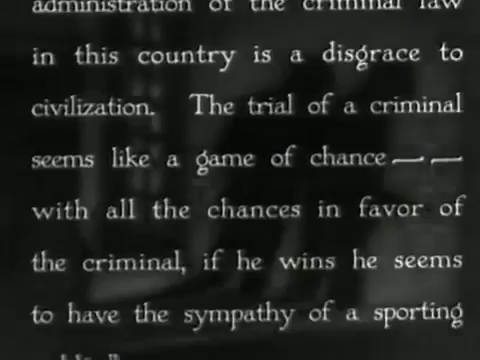 administration of the criminal law
in this country is a disgrace to
civilization. The trial of a criminal
seems like a game of chance — —
with all the chances in favor of
the criminal, if he wins he seems
to have the sympathy of a sporting